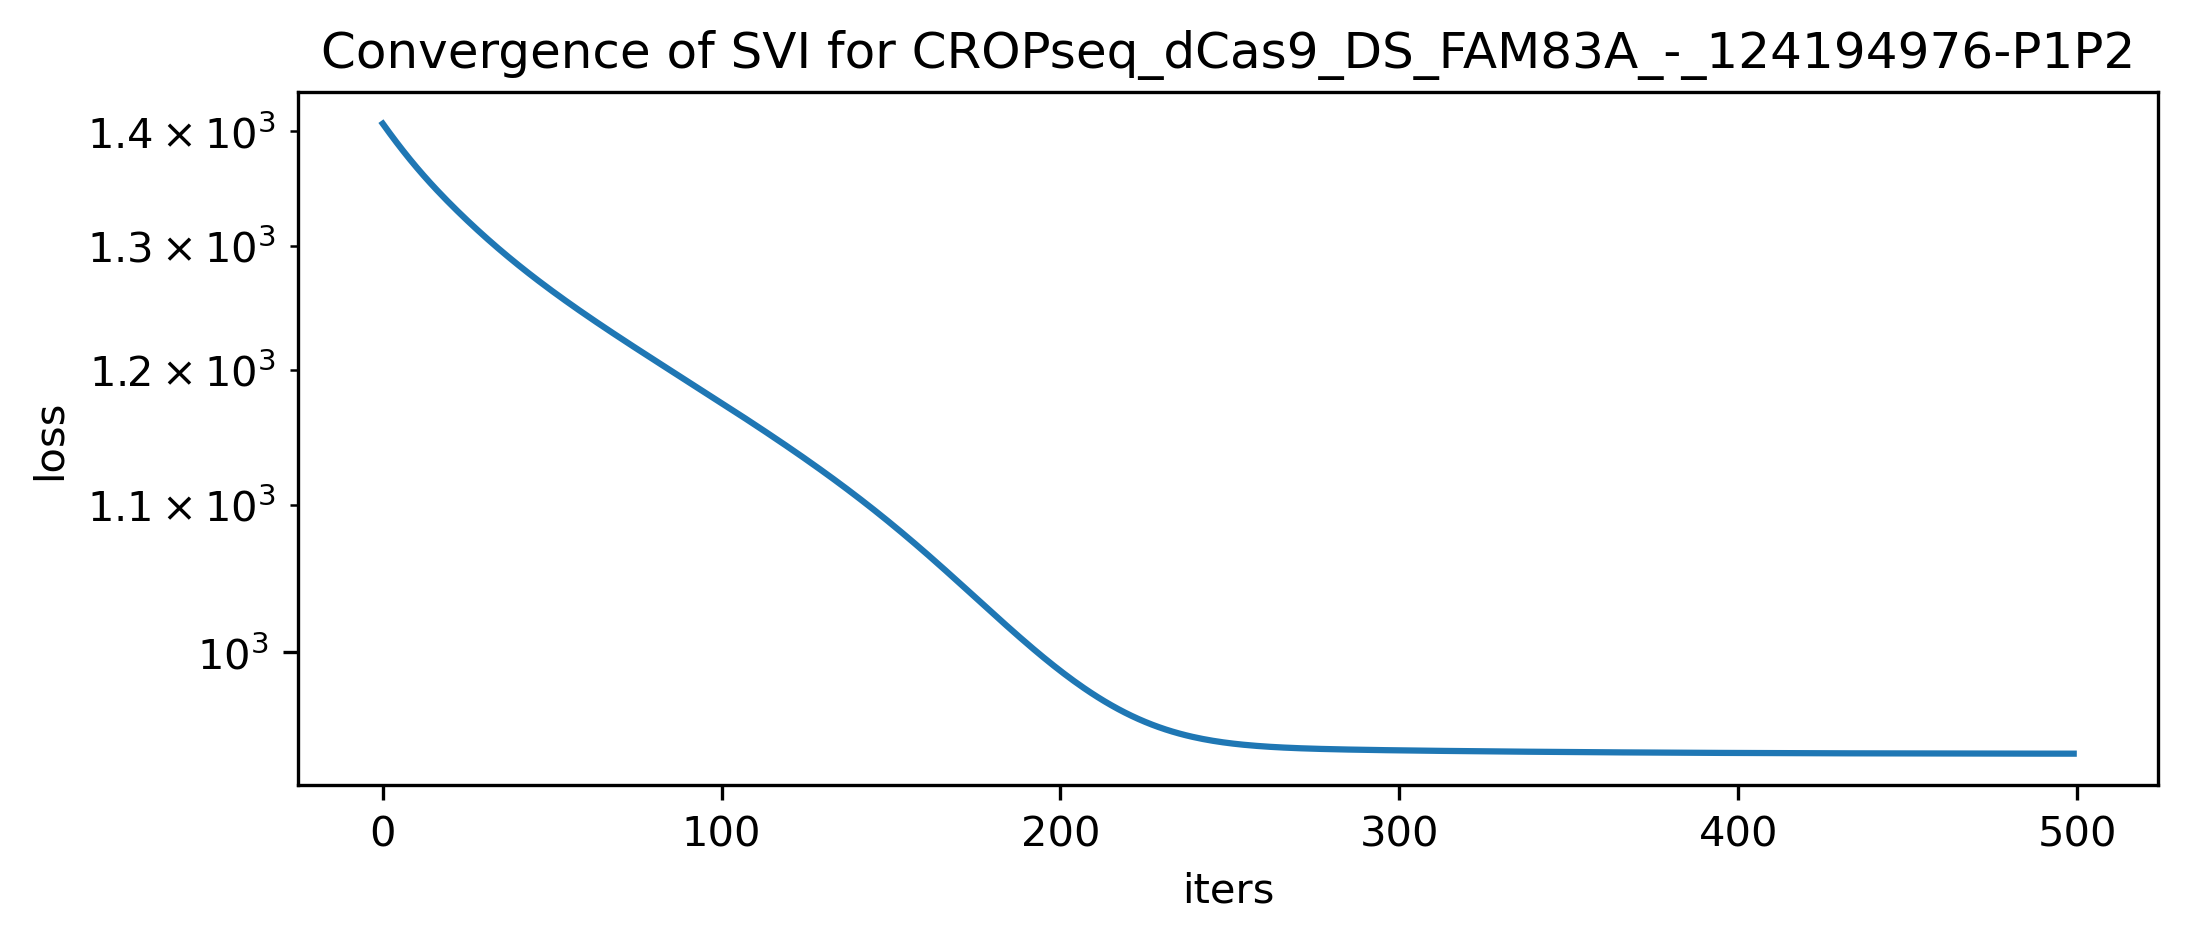 Convergence of SVI for CROPseq_dCas9_DS_FAM83A_-_124194976-P1P2
1.4 × 10³
1.3 × 10³
1.2 × 10³
1.1 × 10³
10³
loss
0 100 200 300 400 500
iters